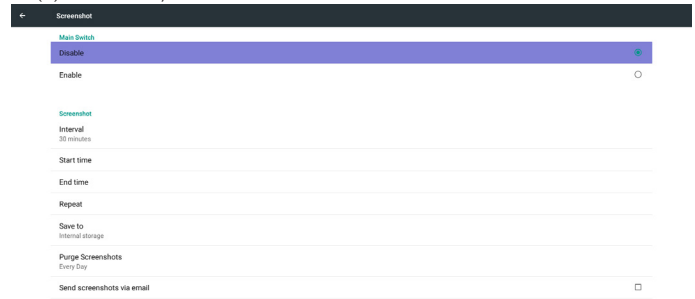 Screenshot
Main Switch
Disable
Enable
Screenshot
Interval
30 minutes
Start time
End time
Repeat
Save to
Internal storage
Purge Screenshots
Every Day
Send screenshots via email